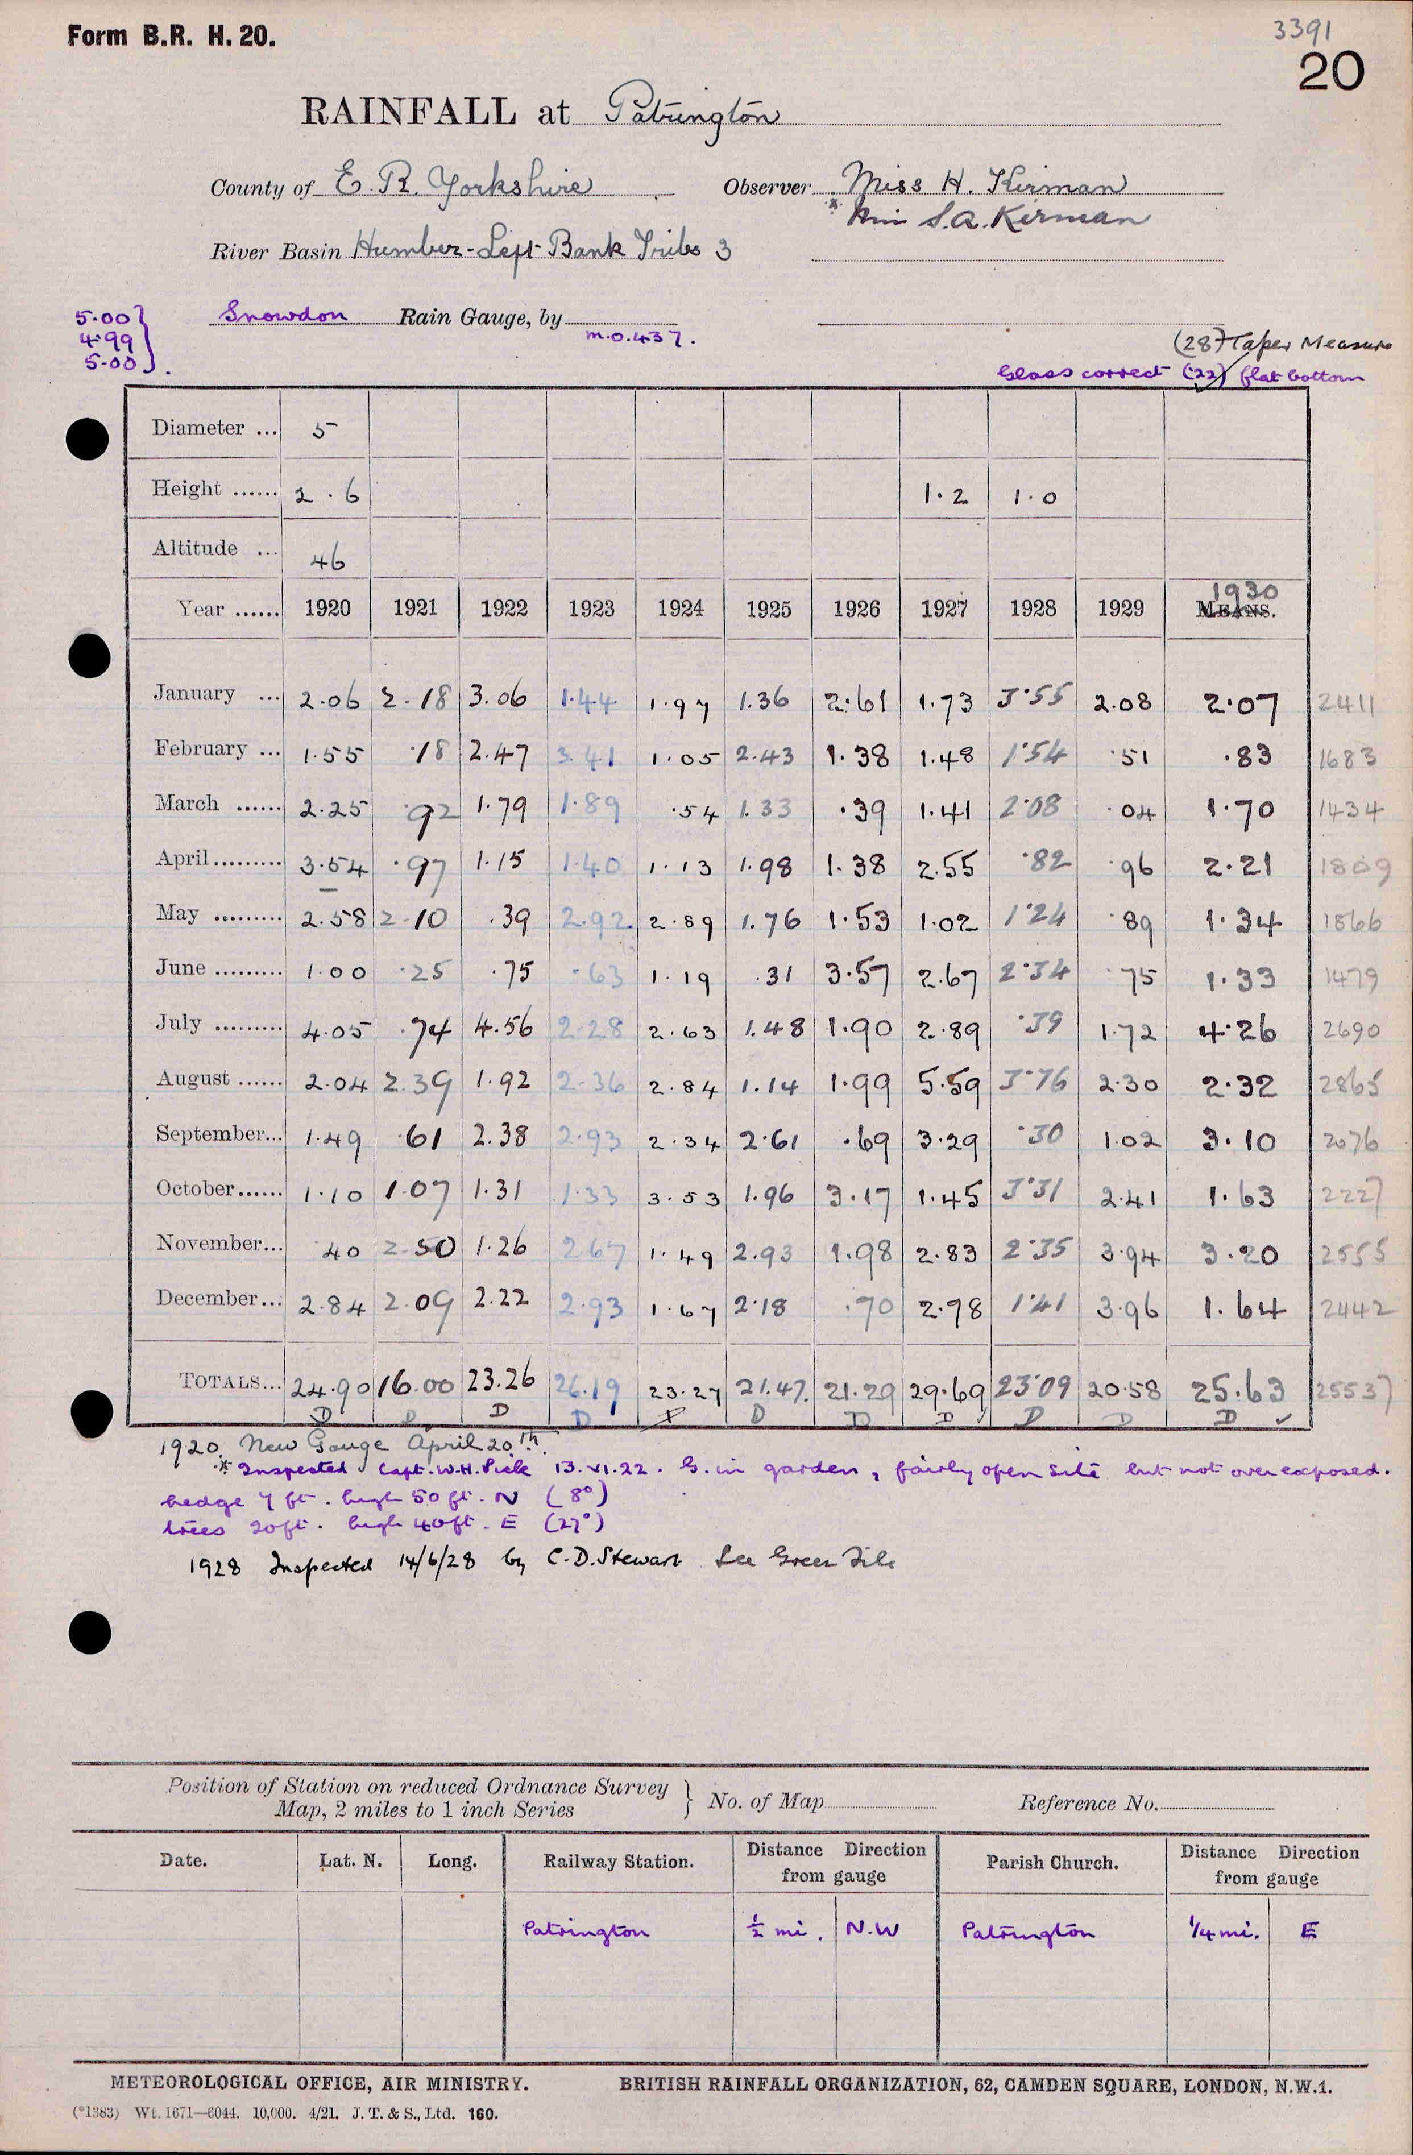 Form B.R. H. 20.
3391
20
RAINFALL at Patrington
County of E. R. Yorkshire Observer Miss H. Kirman
* Miss S.A. Kerman
River Basin Humber-Left Bank Tribs 3
5.00
4.99
5.00
Snowdon Rain Gauge, by
M.O.437.
(28) Taper Measure
Glass correct (22) flat bottom
Diameter ... 5
Height ...... 2.6 1.2 1.0
Altitude ... 46
1930
Year ...... 1920 1921 1922 1923 1924 1925 1926 1927 1928 1929 MEANS.
January ... 2.06 2.18 3.06 1.44 1.97 1.36 2.61 1.73 3.55 2.08 2.07 2411
February ... 1.55 .18 2.47 3.41 1.05 2.43 1.38 1.48 1.54 .51 .83 1683
March ...... 2.25 .92 1.79 1.89 .54 1.33 .39 1.41 2.08 .04 1.70 1434
April ......... 3.54 .97 1.15 1.40 1.13 1.98 1.38 2.55 .82 .96 2.21 1809
May ......... 2.58 2.10 .39 2.92 2.89 1.76 1.53 1.02 1.24 .89 1.34 1866
June ......... 1.00 .25 .75 .63 1.19 .31 3.57 2.67 2.34 .75 1.33 1479
July ......... 4.05 .74 4.56 2.28 2.63 1.48 1.90 2.89 .39 1.72 4.26 2690
August ...... 2.04 2.39 1.92 2.36 2.84 1.14 1.99 5.59 3.76 2.30 2.32 2865
September... 1.49 .61 2.38 2.93 2.34 2.61 .69 3.29 .30 1.02 3.10 2076
October...... 1.10 1.07 1.31 1.33 3.53 1.96 3.17 1.45 3.31 2.41 1.63 2227
November... .40 2.50 1.26 2.67 1.49 2.93 1.98 2.83 2.35 3.94 3.20 2555
December... 2.84 2.09 2.22 2.93 1.67 2.18 .70 2.78 1.41 3.96 1.64 2442
TOTALS... 24.90 16.00 23.26 26.19 23.27 21.47 21.29 29.69 23.09 20.58 25.63 25537
D D D D D D D D D D D ✓
1920. New Gauge April 20th.
* Inspected Capt. W.H. Pick 13.VI.22. G. in garden, fairly open site but not over exposed.
hedge 7 ft. high 50 ft. N (8°)
trees 20 ft. high 40 ft. E (27°)
1928 Inspected 14/6/28 by C.D. Stewart See Green File
Position of Station on reduced Ordnance Survey
Map, 2 miles to 1 inch Series
No. of Map Reference No.
Date. Lat. N. Long. Railway Station. Distance from gauge Direction Parish Church. Distance from gauge Direction
Patrington ½ mi. N.W Patrington ¼ mi. E
METEOROLOGICAL OFFICE, AIR MINISTRY. BRITISH RAINFALL ORGANIZATION, 62, CAMDEN SQUARE, LONDON, N.W.1.
(*1383) Wt. 1671—6044. 10,000. 4/21. J. T. & S., Ltd. 160.